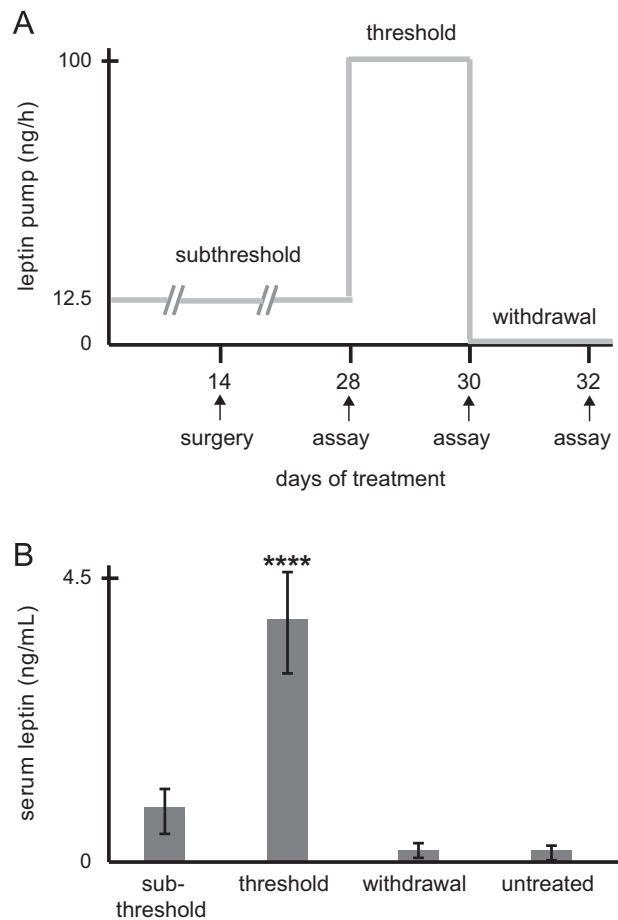 A
threshold
100
leptin pump (ng/h)
subthreshold
12.5
withdrawal
0
14 28 30 32
surgery assay assay assay
days of treatment
B
****
4.5
serum leptin (ng/mL)
0
sub- threshold withdrawal untreated
threshold